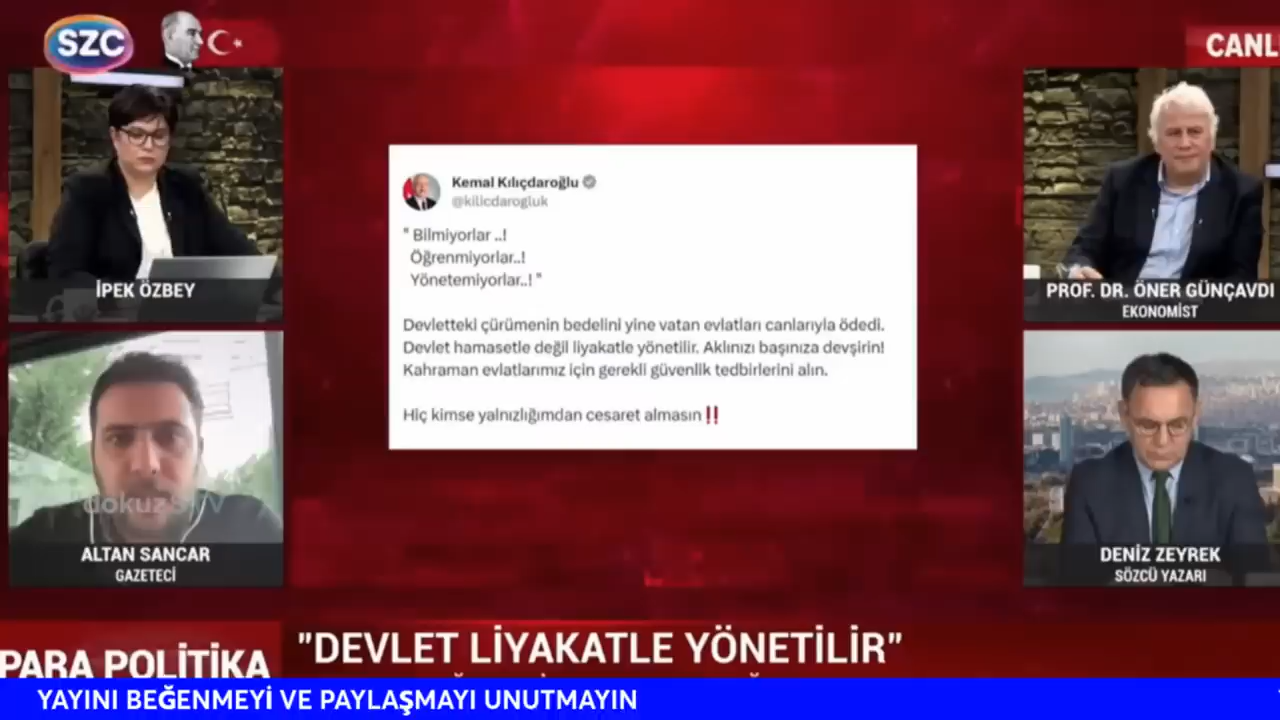 SZC
CANL
İPEK ÖZBEY
PROF. DR. ÖNER GÜNÇAVDI
EKONOMİST
Kemal Kılıçdaroğlu
@kilicdarogluk
" Bilmiyorlar ..!
Öğrenmiyorlar..!
Yönetemiyorlar..! "
Devletteki çürümenin bedelini yine vatan evlatları canlarıyla ödedi.
Devlet hamasetle değil liyakatle yönetilir. Aklınızı başınıza devşirin!
Kahraman evlatlarımız için gerekli güvenlik tedbirlerini alın.
Hiç kimse yalnızlığımdan cesaret almasın‼
dokuz8TV
ALTAN SANCAR
GAZETECİ
DENİZ ZEYREK
SÖZCÜ YAZARI
PARA POLİTİKA
"DEVLET LİYAKATLE YÖNETİLİR"
YAYINI BEĞENMEYİ VE PAYLAŞMAYI UNUTMAYIN